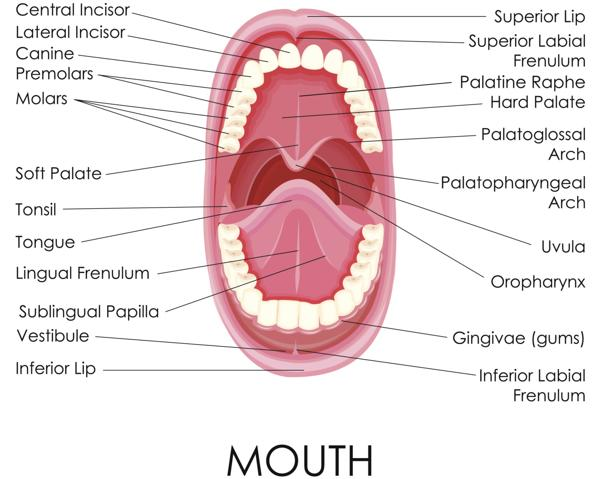 Central Incisor
Lateral Incisor
Canine
Premolars
Molars
Soft Palate
Tonsil
Tongue
Lingual Frenulum
Sublingual Papilla
Vestibule
Inferior Lip
Superior Lip
Superior Labial
Frenulum
Palatine Raphe
Hard Palate
Palatoglossal
Arch
Palatopharyngeal
Arch
Uvula
Oropharynx
Gingivae (gums)
Inferior Labial
Frenulum
MOUTH